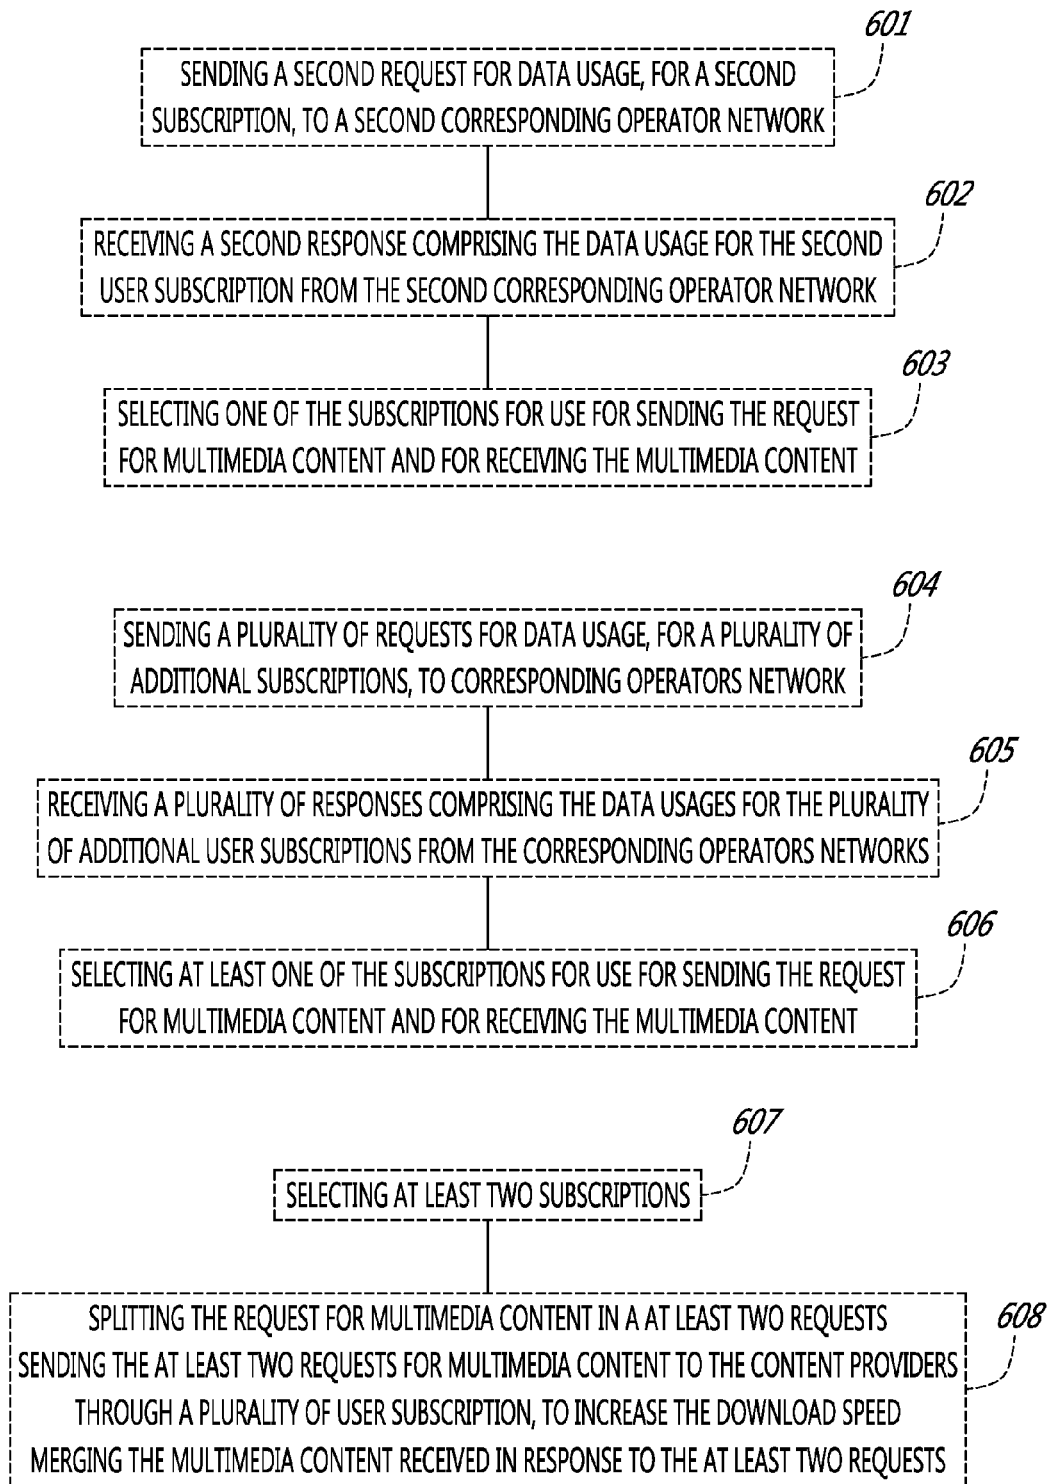 601
SENDING A SECOND REQUEST FOR DATA USAGE, FOR A SECOND
SUBSCRIPTION, TO A SECOND CORRESPONDING OPERATOR NETWORK
602
RECEIVING A SECOND RESPONSE COMPRISING THE DATA USAGE FOR THE SECOND
USER SUBSCRIPTION FROM THE SECOND CORRESPONDING OPERATOR NETWORK
603
SELECTING ONE OF THE SUBSCRIPTIONS FOR USE FOR SENDING THE REQUEST
FOR MULTIMEDIA CONTENT AND FOR RECEIVING THE MULTIMEDIA CONTENT
604
SENDING A PLURALITY OF REQUESTS FOR DATA USAGE, FOR A PLURALITY OF
ADDITIONAL SUBSCRIPTIONS, TO CORRESPONDING OPERATORS NETWORK
605
RECEIVING A PLURALITY OF RESPONSES COMPRISING THE DATA USAGES FOR THE PLURALITY
OF ADDITIONAL USER SUBSCRIPTIONS FROM THE CORRESPONDING OPERATORS NETWORKS
606
SELECTING AT LEAST ONE OF THE SUBSCRIPTIONS FOR USE FOR SENDING THE REQUEST
FOR MULTIMEDIA CONTENT AND FOR RECEIVING THE MULTIMEDIA CONTENT
607
SELECTING AT LEAST TWO SUBSCRIPTIONS
608
SPLITTING THE REQUEST FOR MULTIMEDIA CONTENT IN A AT LEAST TWO REQUESTS
SENDING THE AT LEAST TWO REQUESTS FOR MULTIMEDIA CONTENT TO THE CONTENT PROVIDERS
THROUGH A PLURALITY OF USER SUBSCRIPTION, TO INCREASE THE DOWNLOAD SPEED
MERGING THE MULTIMEDIA CONTENT RECEIVED IN RESPONSE TO THE AT LEAST TWO REQUESTS